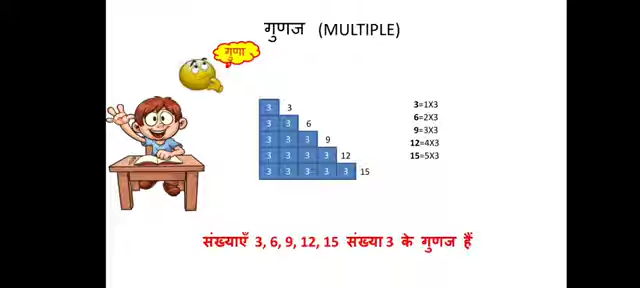 गुणज (MULTIPLE)
गुणा
3 3
3 3 6
3 3 3 9
3 3 3 3 12
3 3 3 3 3 15
3=1X3
6=2X3
9=3X3
12=4X3
15=5X3
संख्याएँ 3, 6, 9, 12, 15 संख्या 3 के गुणज हैं